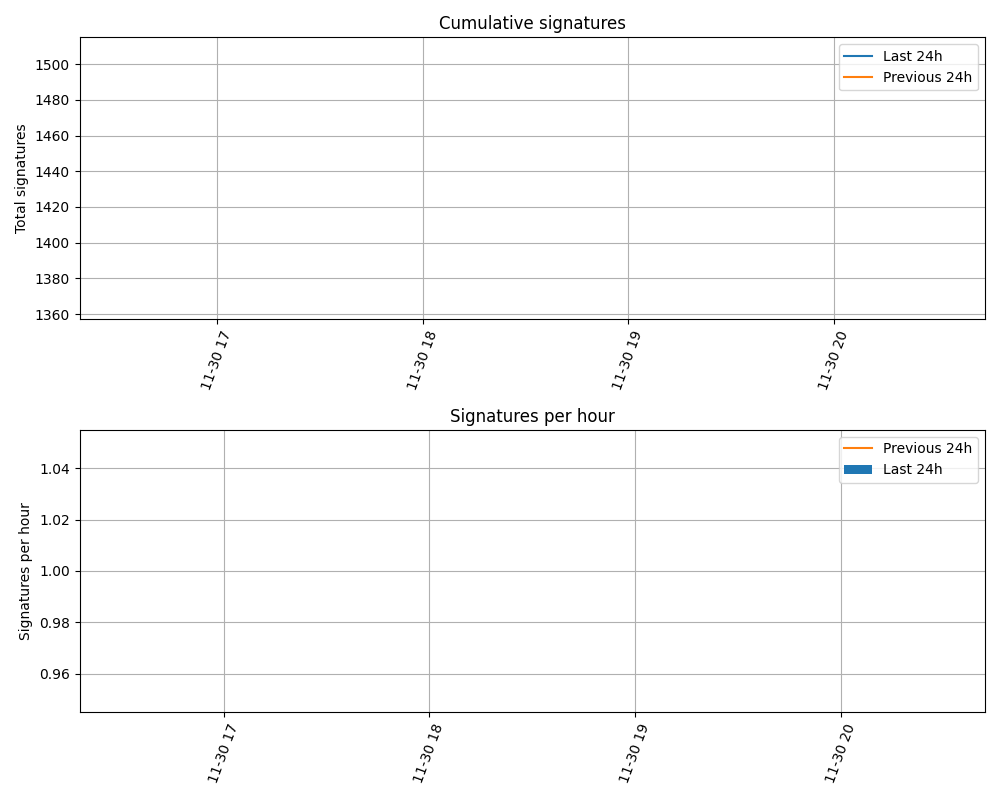 Cumulative signatures
Last 24h
Previous 24h
1500
1480
1460
1440
1420
1400
1380
1360
Total signatures
11-30 17
11-30 18
11-30 19
11-30 20
Signatures per hour
Previous 24h
Last 24h
1.04
1.02
1.00
0.98
0.96
Signatures per hour
11-30 17
11-30 18
11-30 19
11-30 20